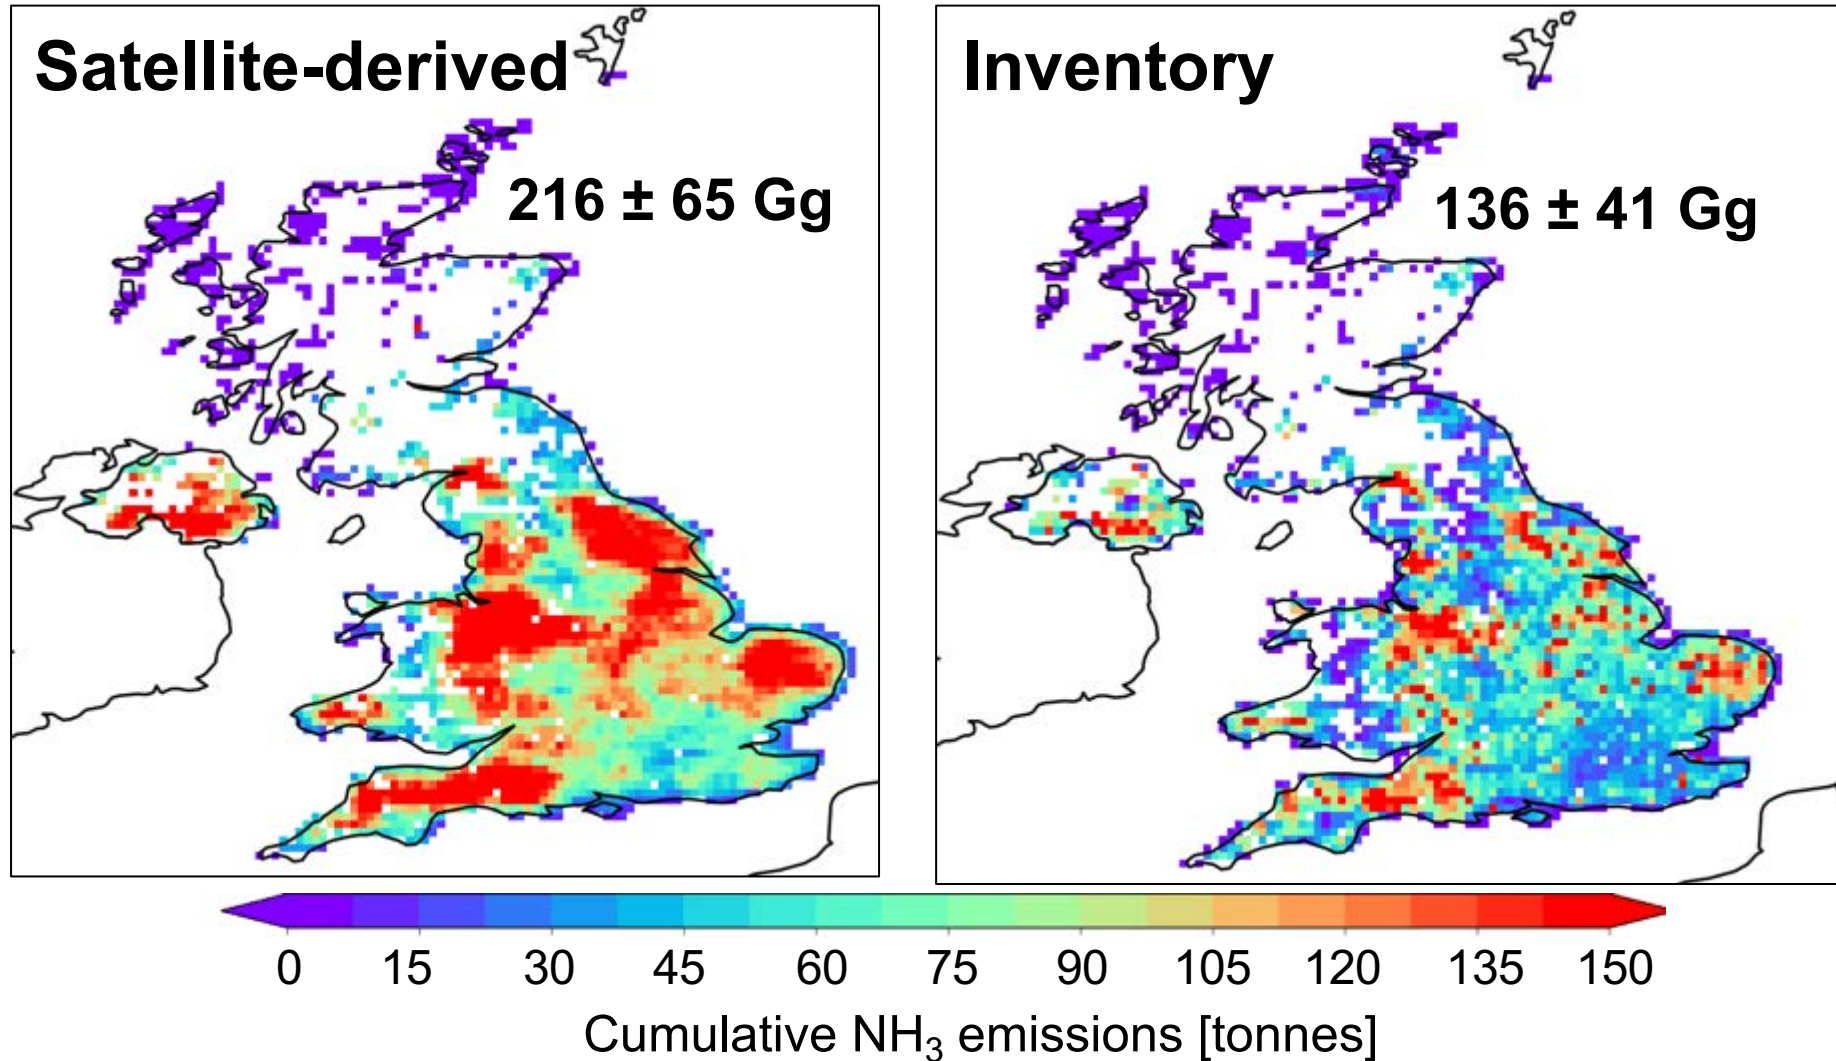 Satellite-derived
216 ± 65 Gg
Inventory
136 ± 41 Gg
0 15 30 45 60 75 90 105 120 135 150
Cumulative NH₃ emissions [tonnes]